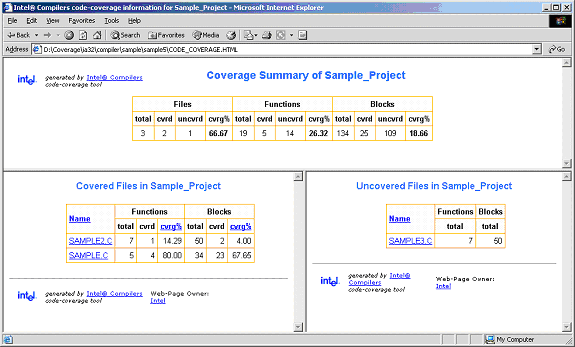 Intel® Compilers code-coverage information for Sample_Project - Microsoft Internet Explorer
File Edit View Favorites Tools Help
Back Search Favorites Media
Address D:\Coverage\ia32\compiler\sample\sample5\CODE_COVERAGE.HTML Go
intel. generated by Intel® Compilers
code-coverage tool
Coverage Summary of Sample_Project
Files Functions Blocks
total cvrd uncvrd cvrg% total cvrd uncvrd cvrg% total cvrd uncvrd cvrg%
3 2 1 66.67 19 5 14 26.32 134 25 109 18.66
Covered Files in Sample_Project
Name Functions Blocks
total cvrd cvrg% total cvrd cvrg%
SAMPLE2.C 7 1 14.29 50 2 4.00
SAMPLE.C 5 4 80.00 34 23 67.65
intel. generated by Intel® Compilers
code-coverage tool
Web-Page Owner:
Intel
Uncovered Files in Sample_Project
Name Functions Blocks
total total
SAMPLE3.C 7 50
intel. generated by Intel®
Compilers
code-coverage tool
Web-Page Owner:
Intel
My Computer